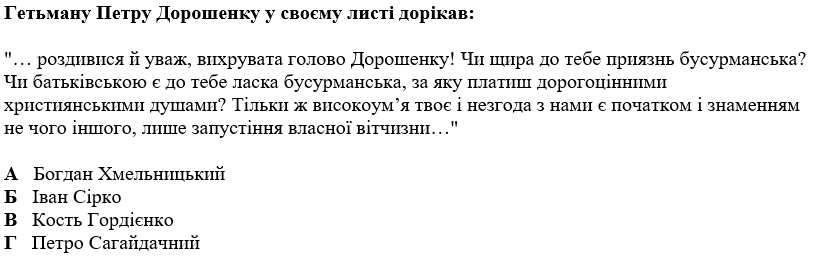 Гетьману Петру Дорошенку у своєму листі дорікав:
"… роздивися й уваж, вихрувата голово Дорошенку! Чи щира до тебе приязнь бусурманська?
Чи батьківською є до тебе ласка бусурманська, за яку платиш дорогоцінними
християнськими душами? Тільки ж високоум’я твоє і незгода з нами є початком і знаменням
не чого іншого, лише запустіння власної вітчизни…"
А Богдан Хмельницький
Б Іван Сірко
В Кость Гордієнко
Г Петро Сагайдачний